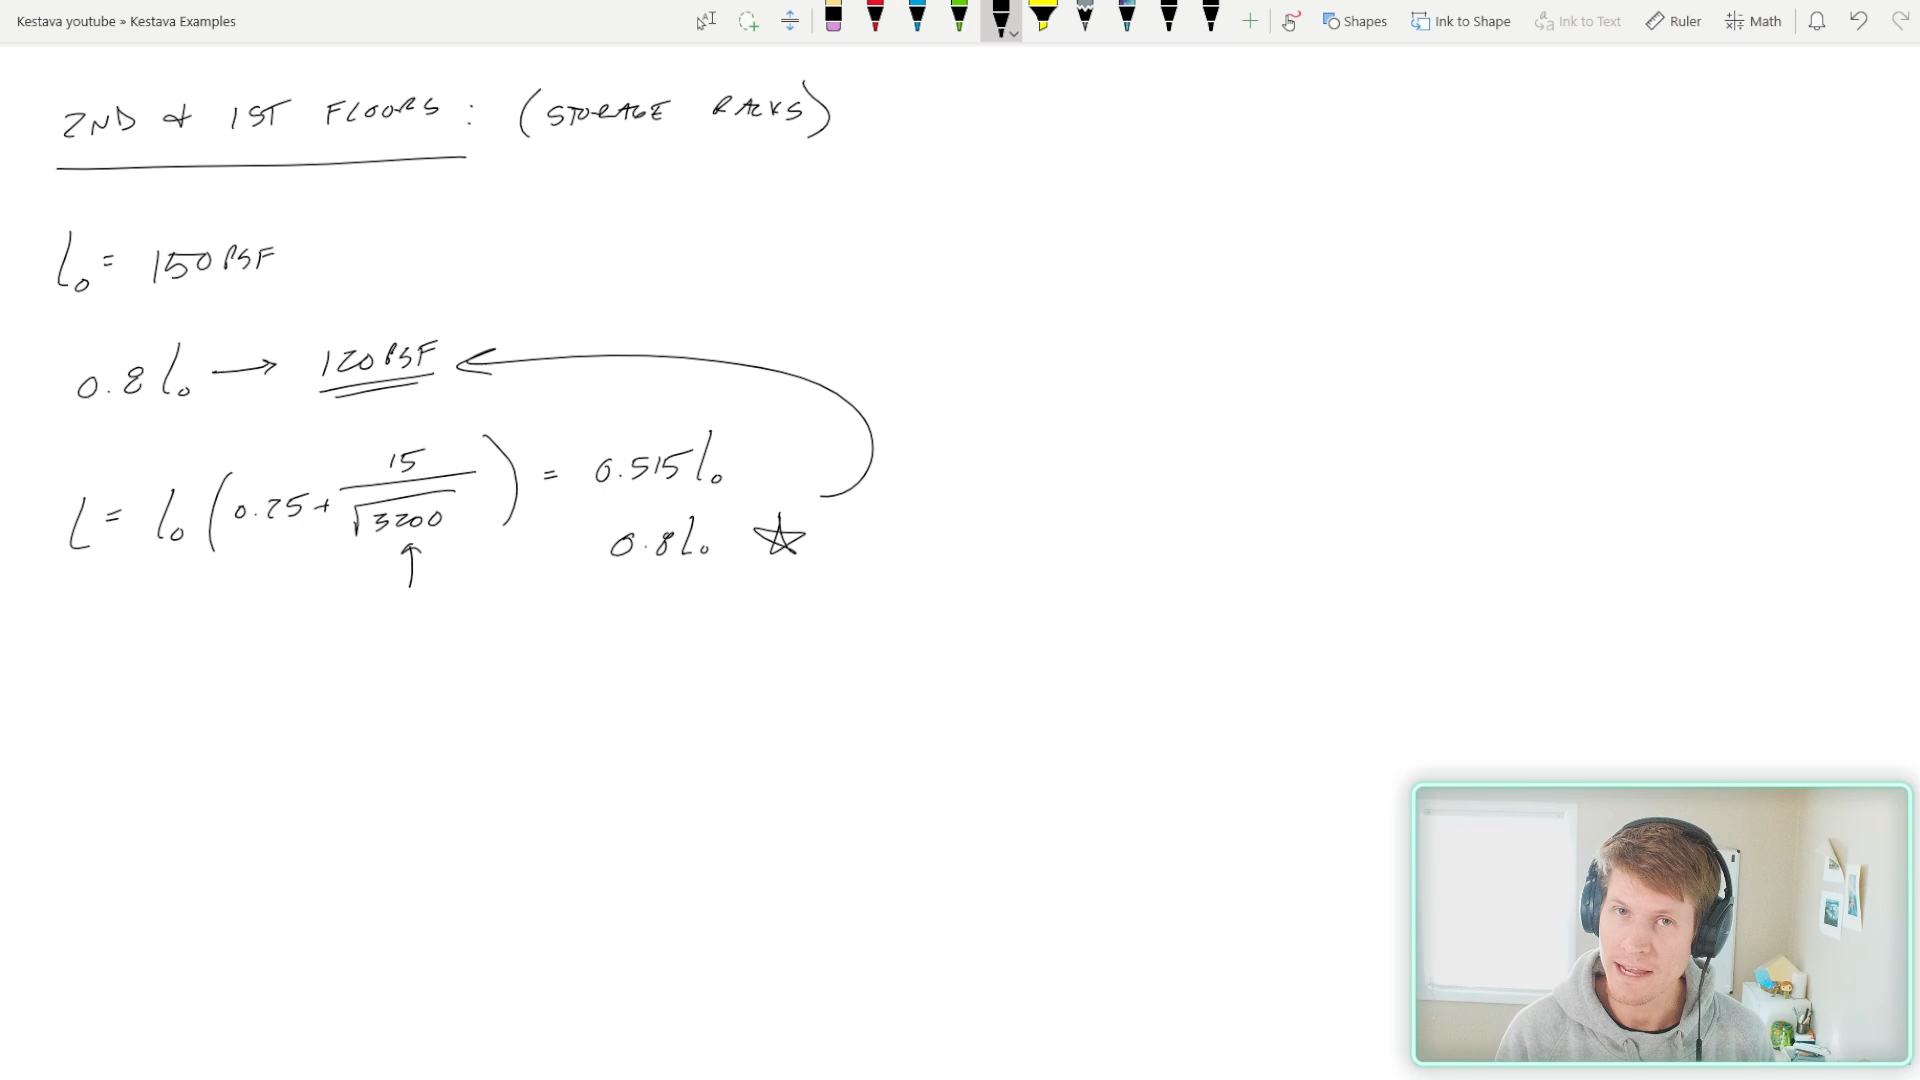 Kestava youtube » Kestava Examples
Shapes Ink to Shape Ink to Text Ruler Math
2ND & 1ST FLOORS : (STORAGE RACKS)
L₀ = 150 PSF
0.8 L₀ → 120 PSF
L = L₀ (0.25 + 15 / √3200) = 0.515 L₀
0.8 L₀ ☆